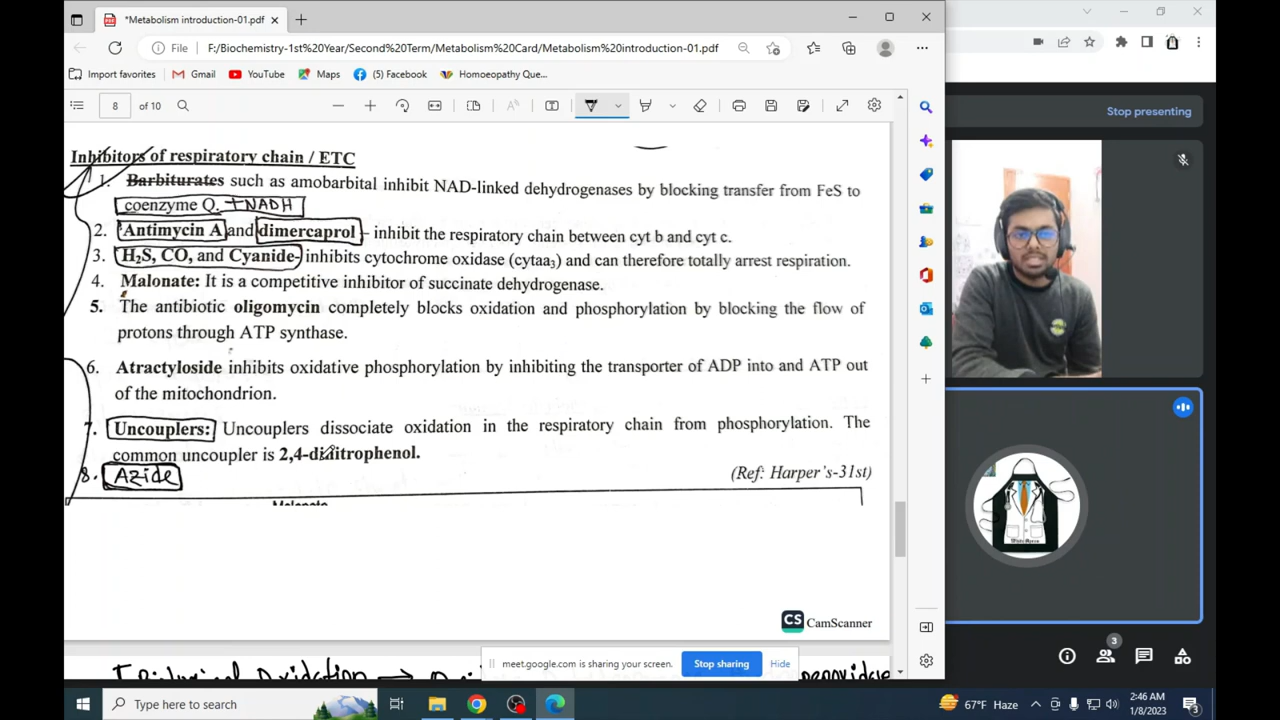 *Metabolism introduction-01.pdf
File
F:/Biochemistry-1st%20Year/Second%20Term/Metabolism%20Card/Metabolism%20introduction-01.pdf
Import favorites
Gmail
YouTube
Maps
(5) Facebook
Homoeopathy Que...
8 of 10
Stop presenting
Inhibitors of respiratory chain / ETC
1. Barbiturates such as amobarbital inhibit NAD-linked dehydrogenases by blocking transfer from FeS to
coenzyme Q. + NADH
2. Antimycin A and dimercaprol – inhibit the respiratory chain between cyt b and cyt c.
3. H₂S, CO, and Cyanide- inhibits cytochrome oxidase (cytaa₃) and can therefore totally arrest respiration.
4. Malonate: It is a competitive inhibitor of succinate dehydrogenase.
5. The antibiotic oligomycin completely blocks oxidation and phosphorylation by blocking the flow of
protons through ATP synthase.
6. Atractyloside inhibits oxidative phosphorylation by inhibiting the transporter of ADP into and ATP out
of the mitochondrion.
7. Uncouplers: Uncouplers dissociate oxidation in the respiratory chain from phosphorylation. The
common uncoupler is 2,4-dinitrophenol.
8. Azide
(Ref: Harper's-31st)
Malonate
CS CamScanner
meet.google.com is sharing your screen.
Stop sharing
Hide
3
Type here to search
67°F Haze
2:46 AM
1/8/2023
3